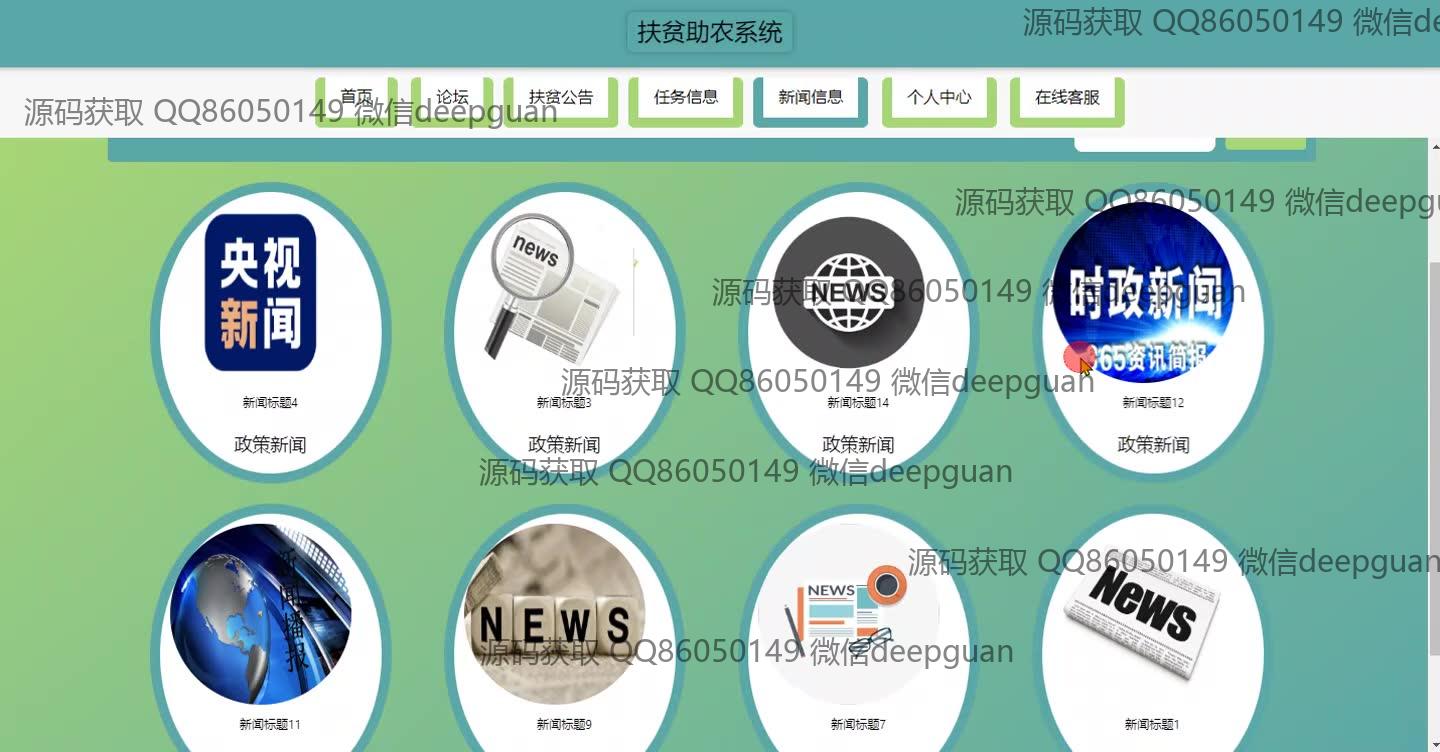 扶贫助农系统
源码获取 QQ86050149 微信de
首页
论坛
扶贫公告
任务信息
新闻信息
个人中心
在线客服
源码获取 QQ86050149 微信deepguan
源码获取 QQ86050149 微信deepgu
央视
新闻
news
NEWS
时政新闻
365资讯简报
源码获取 QQ86050149 微信deepguan
源码获取 QQ86050149 微信deepguan
新闻标题4
新闻标题3
新闻标题14
新闻标题12
政策新闻
政策新闻
政策新闻
政策新闻
源码获取 QQ86050149 微信deepguan
新闻播报
NEWS
NEWS
News
源码获取 QQ86050149 微信deepguan
源码获取 QQ86050149 微信deepguan
新闻标题11
新闻标题9
新闻标题7
新闻标题1